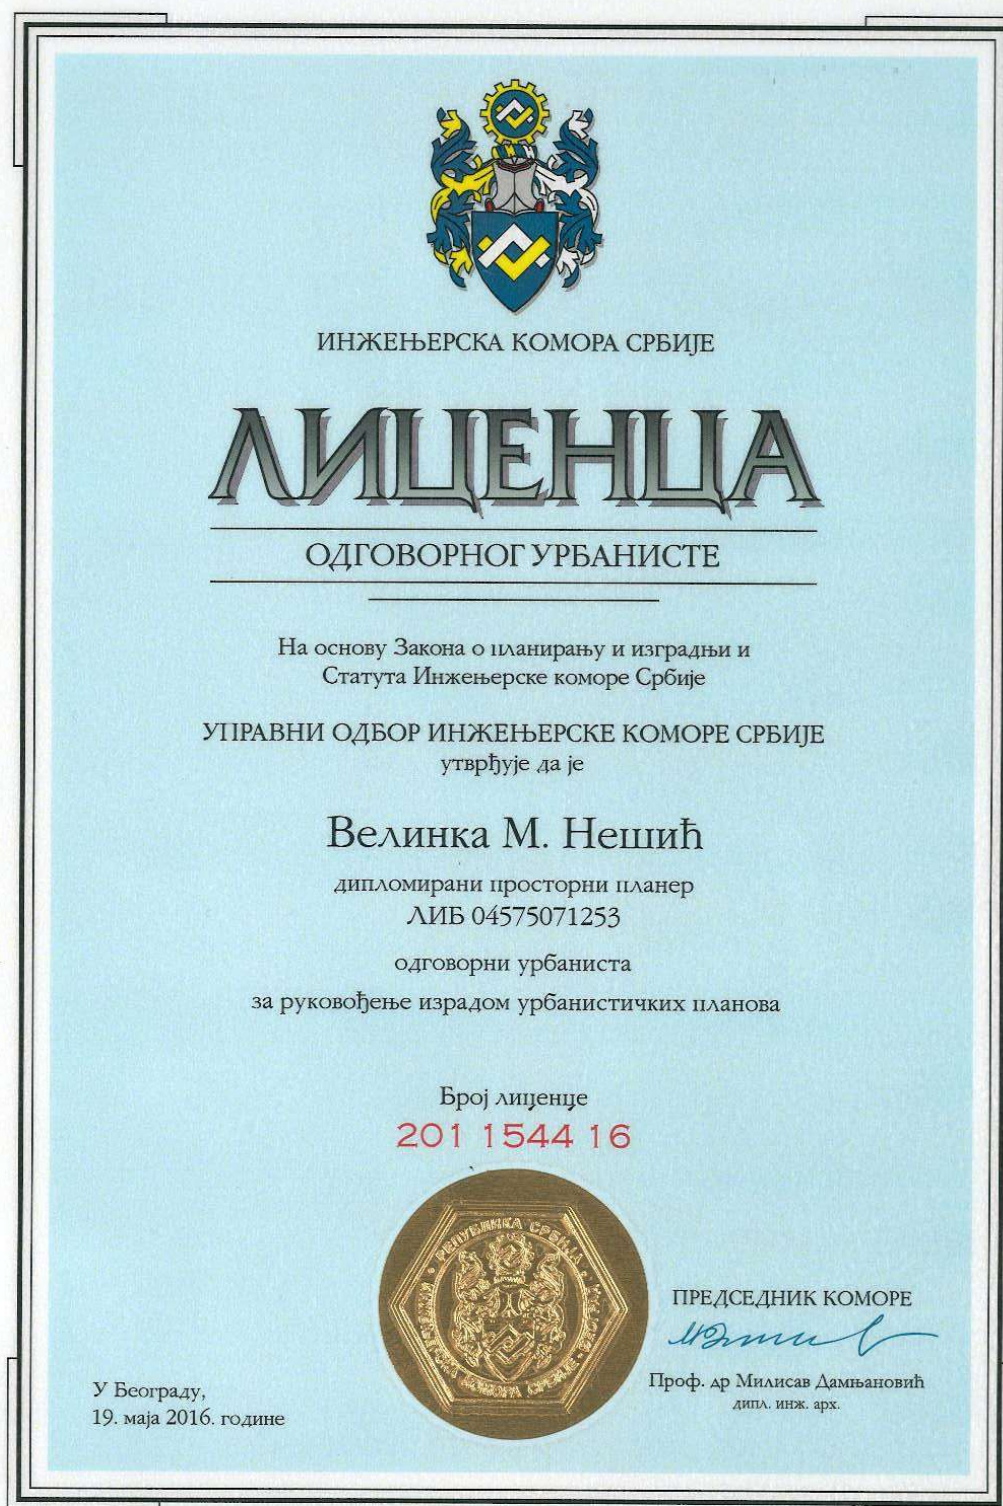 ИНЖЕЊЕРСКА КОМОРА СРБИЈЕ
ЛИЦЕНЦА
ОДГОВОРНОГ УРБАНИСТЕ
На основу Закона о планирању и изградњи и
Статута Инжењерске коморе Србије
УПРАВНИ ОДБОР ИНЖЕЊЕРСКЕ КОМОРЕ СРБИЈЕ
утврђује да је
Велинка М. Нешић
дипломирани просторни планер
ЛИБ 04575071253
одговорни урбаниста
за руковођење израдом урбанистичких планова
Број лиценце
201 1544 16
РЕПУБЛИКА СРБИЈА
ИНЖЕЊЕРСКА КОМОРА СРБИЈЕ
ПРЕДСЕДНИК КОМОРЕ
Проф. др Милисав Дамњановић
дипл. инж. арх.
У Београду,
19. маја 2016. године